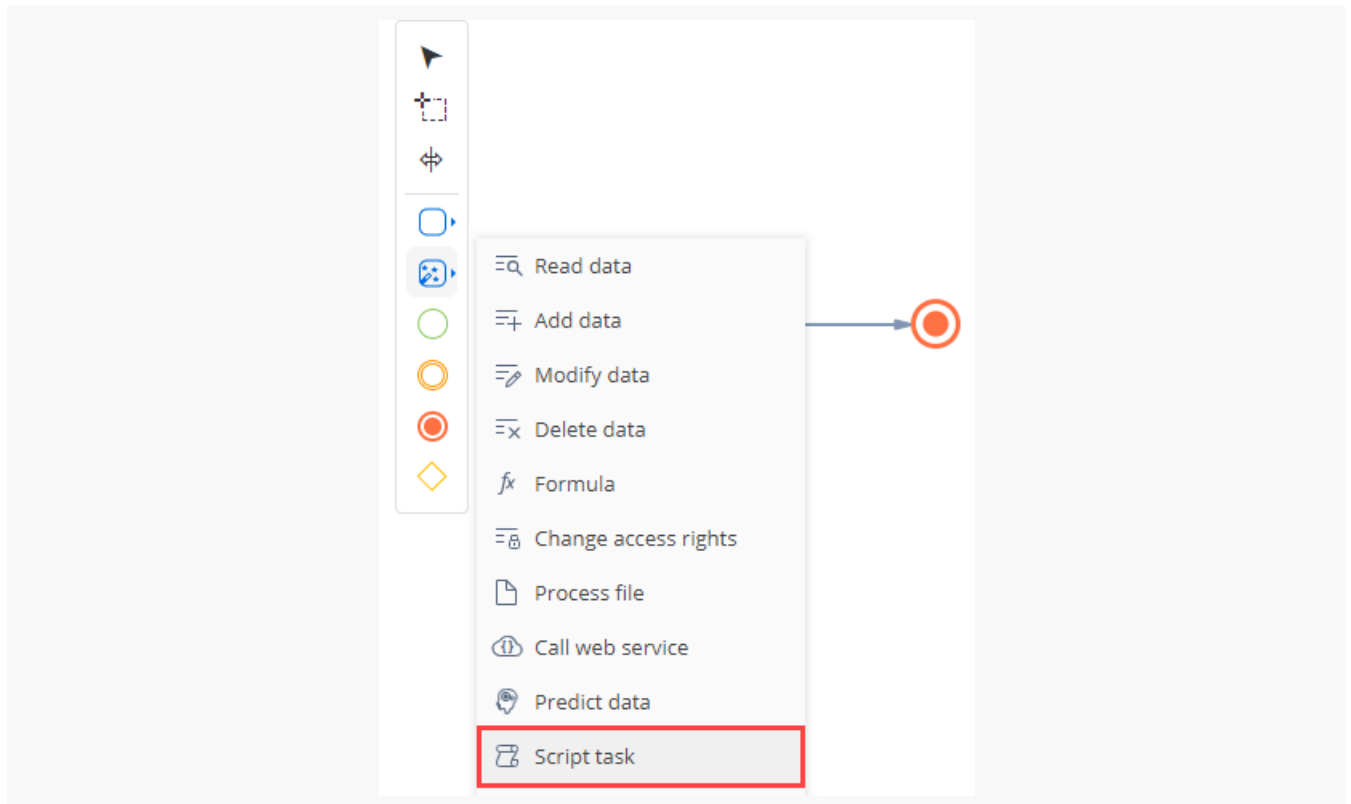 Read data
Add data
Modify data
Delete data
fx Formula
Change access rights
Process file
Call web service
Predict data
Script task